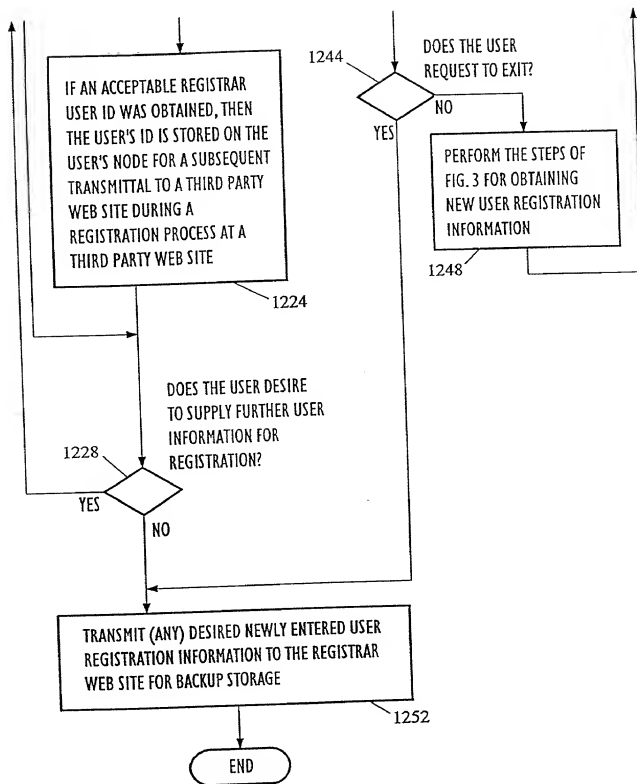 IF AN ACCEPTABLE REGISTRAR
USER ID WAS OBTAINED, THEN
THE USER'S ID IS STORED ON THE
USER'S NODE FOR A SUBSEQUENT
TRANSMITTAL TO A THIRD PARTY
WEB SITE DURING A
REGISTRATION PROCESS AT A
THIRD PARTY WEB SITE
1224
DOES THE USER DESIRE
TO SUPPLY FURTHER USER
INFORMATION FOR
REGISTRATION?
1228
YES
NO
1244
DOES THE USER
REQUEST TO EXIT?
YES
NO
PERFORM THE STEPS OF
FIG. 3 FOR OBTAINING
NEW USER REGISTRATION
INFORMATION
1248
TRANSMIT (ANY) DESIRED NEWLY ENTERED USER
REGISTRATION INFORMATION TO THE REGISTRAR
WEB SITE FOR BACKUP STORAGE
1252
END